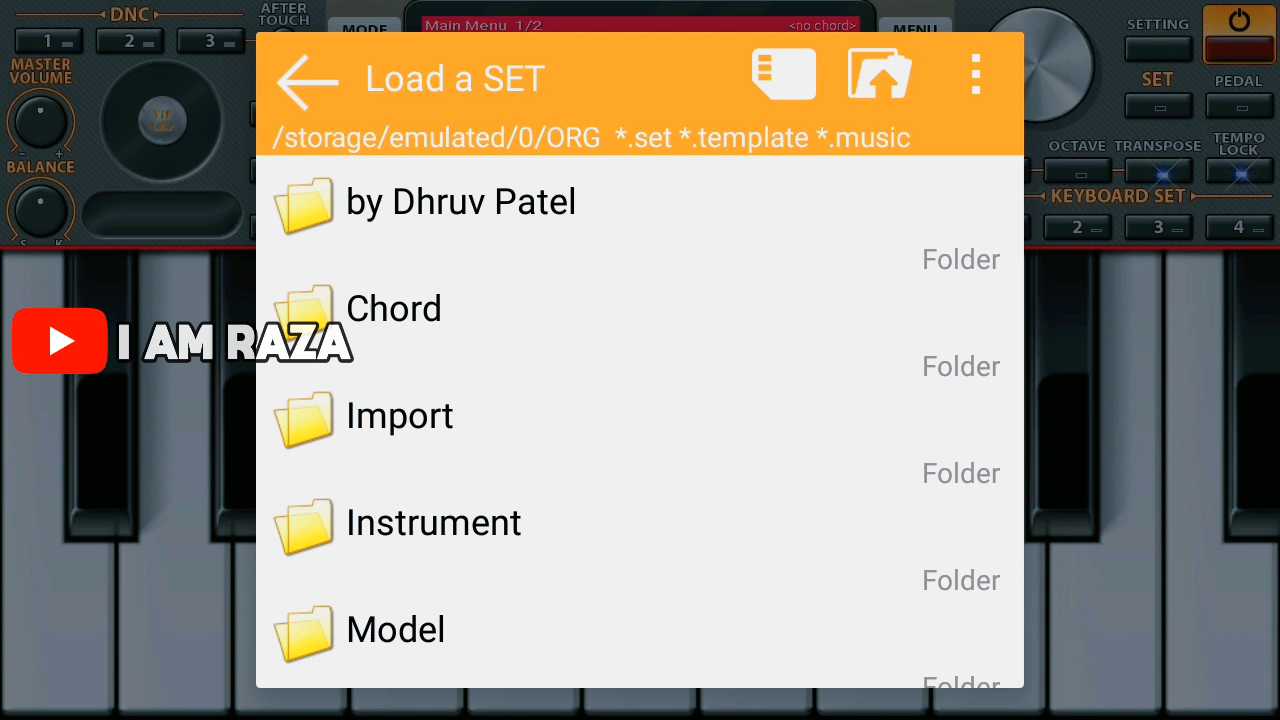 DNC
AFTER
TOUCH
1
2
3
MODE
Main Menu 1/2
<no chord>
MENU
SETTING
MASTER
VOLUME
SET
PEDAL
- +
BALANCE
OCTAVE
TRANSPOSE
TEMPO
LOCK
KEYBOARD SET
2
3
4
Load a SET
/storage/emulated/0/ORG *.set *.template *.music
by Dhruv Patel
Folder
Chord
I AM RAZA
Folder
Import
Folder
Instrument
Folder
Model
Folder